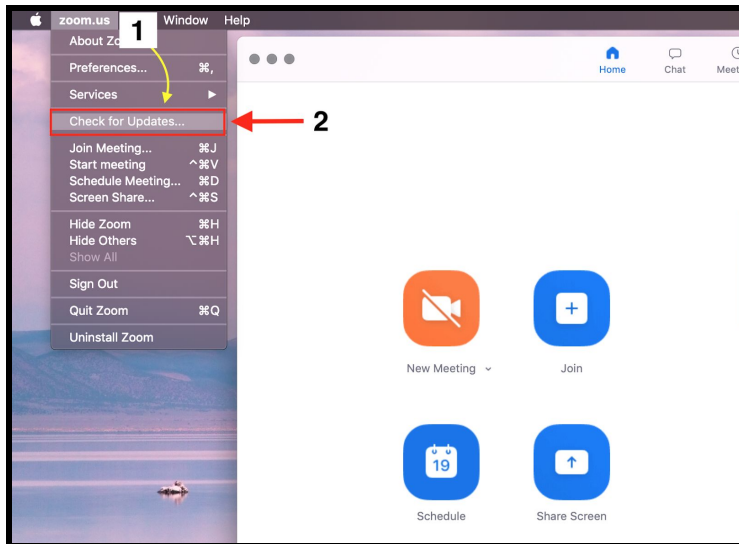 zoom.us Window Help
1
About Zo
Preferences... ⌘,
Services ▶
Check for Updates...
2
Join Meeting... ⌘J
Start meeting ^⌘V
Schedule Meeting... ⌘D
Screen Share... ^⌘S
Hide Zoom ⌘H
Hide Others ⌥⌘H
Show All
Sign Out
Quit Zoom ⌘Q
Uninstall Zoom
Home Chat Meet
New Meeting Join
19
Schedule Share Screen